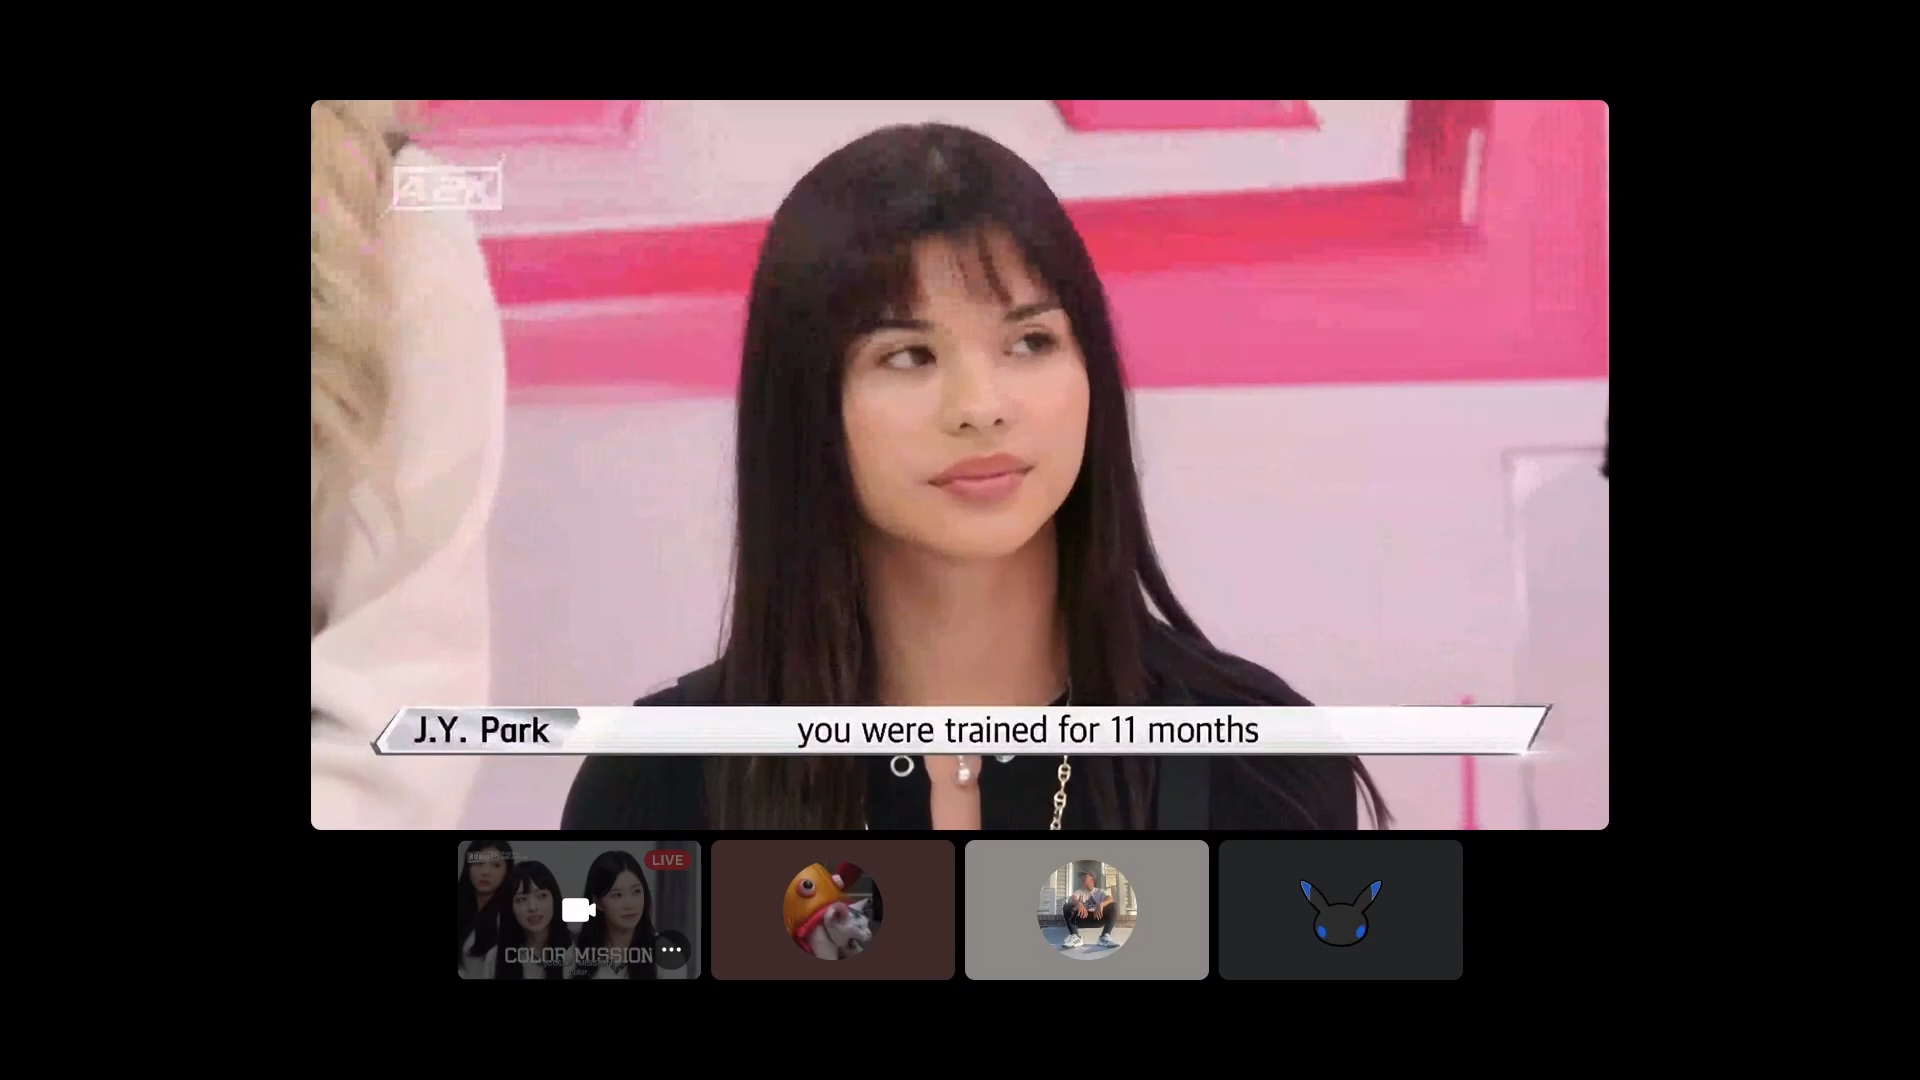 A2K
J.Y. Park
you were trained for 11 months
LIVE
COLOR MISSION